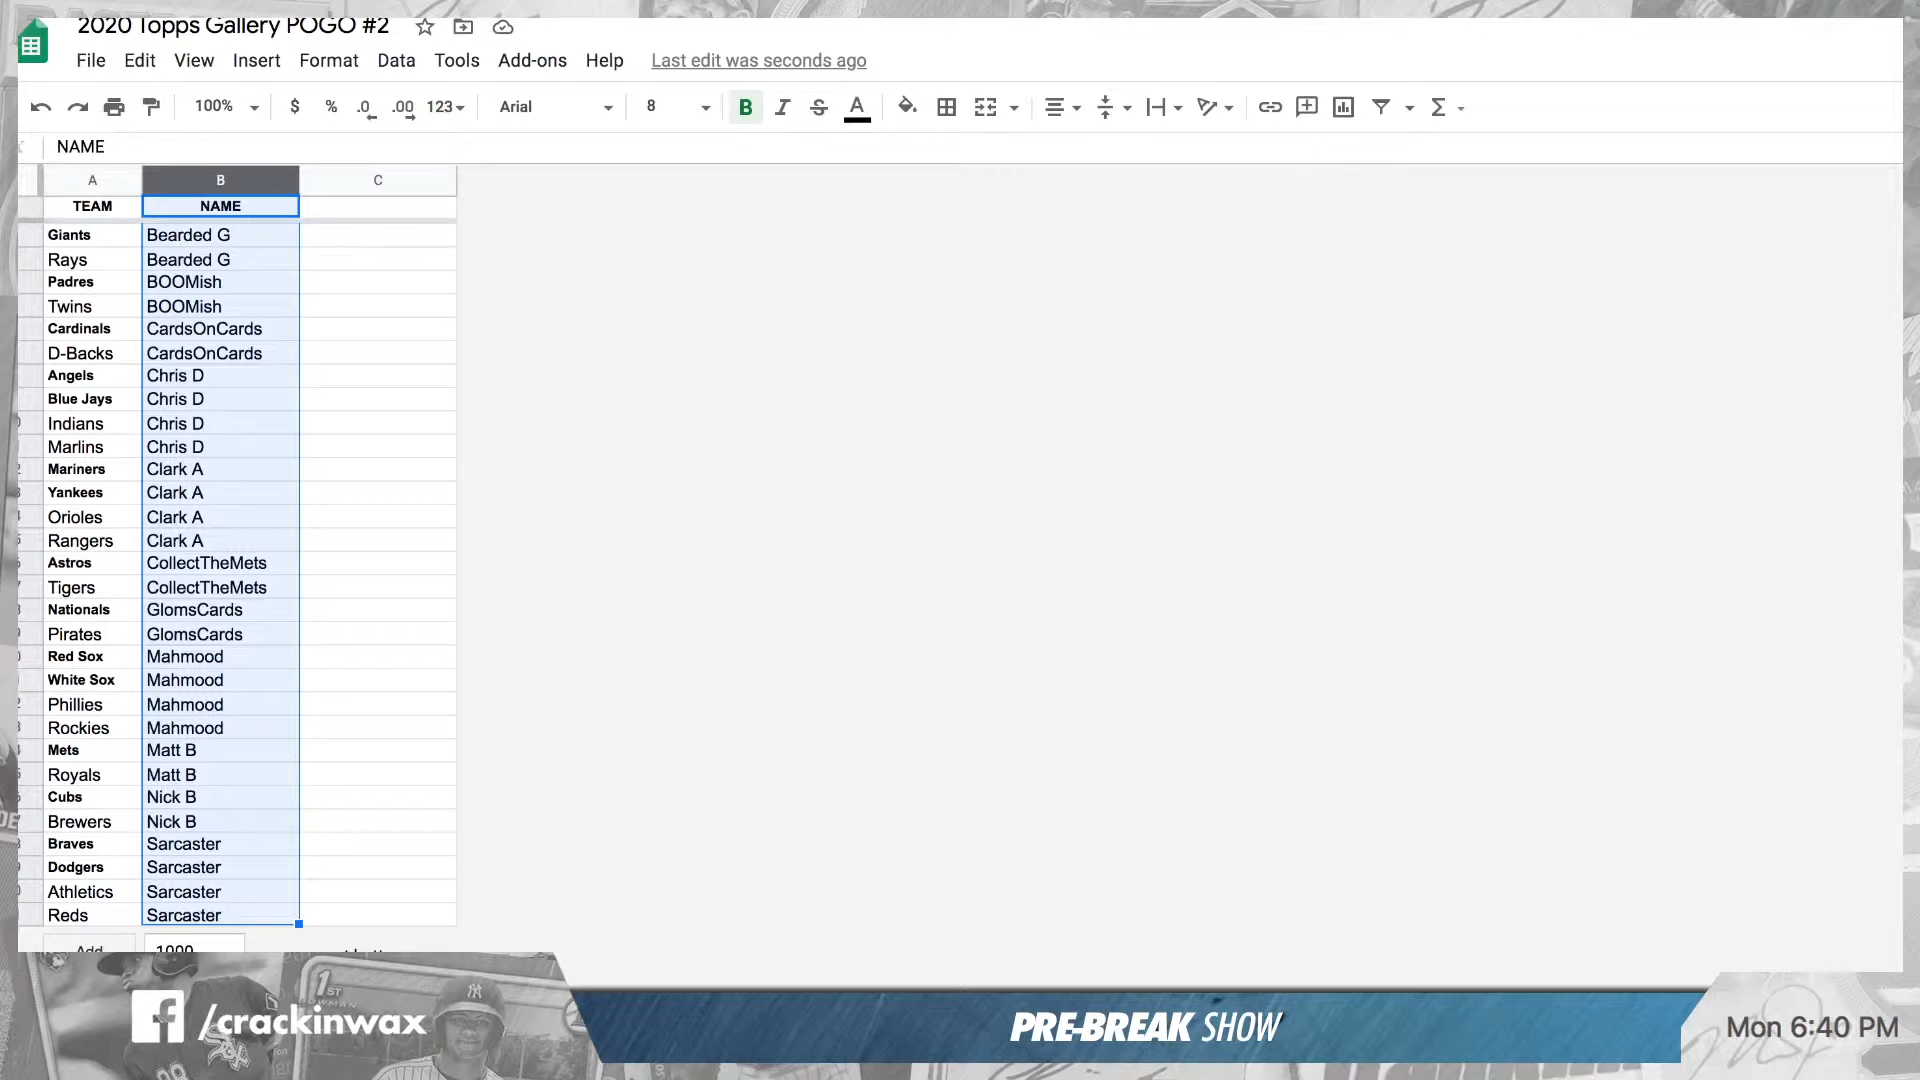 2020 Topps Gallery POGO #2
File Edit View Insert Format Data Tools Add-ons Help Last edit was seconds ago
100% $ % .0 .00 123 Arial 8 B I S A
NAME
A B C
TEAM NAME
Giants Bearded G
Rays Bearded G
Padres BOOMish
Twins BOOMish
Cardinals CardsOnCards
D-Backs CardsOnCards
Angels Chris D
Blue Jays Chris D
Indians Chris D
Marlins Chris D
Mariners Clark A
Yankees Clark A
Orioles Clark A
Rangers Clark A
Astros CollectTheMets
Tigers CollectTheMets
Nationals GlomsCards
Pirates GlomsCards
Red Sox Mahmood
White Sox Mahmood
Phillies Mahmood
Rockies Mahmood
Mets Matt B
Royals Matt B
Cubs Nick B
Brewers Nick B
Braves Sarcaster
Dodgers Sarcaster
Athletics Sarcaster
Reds Sarcaster
Add 1000
1ST
/crackinwax
PRE-BREAK SHOW
Mon 6:40 PM